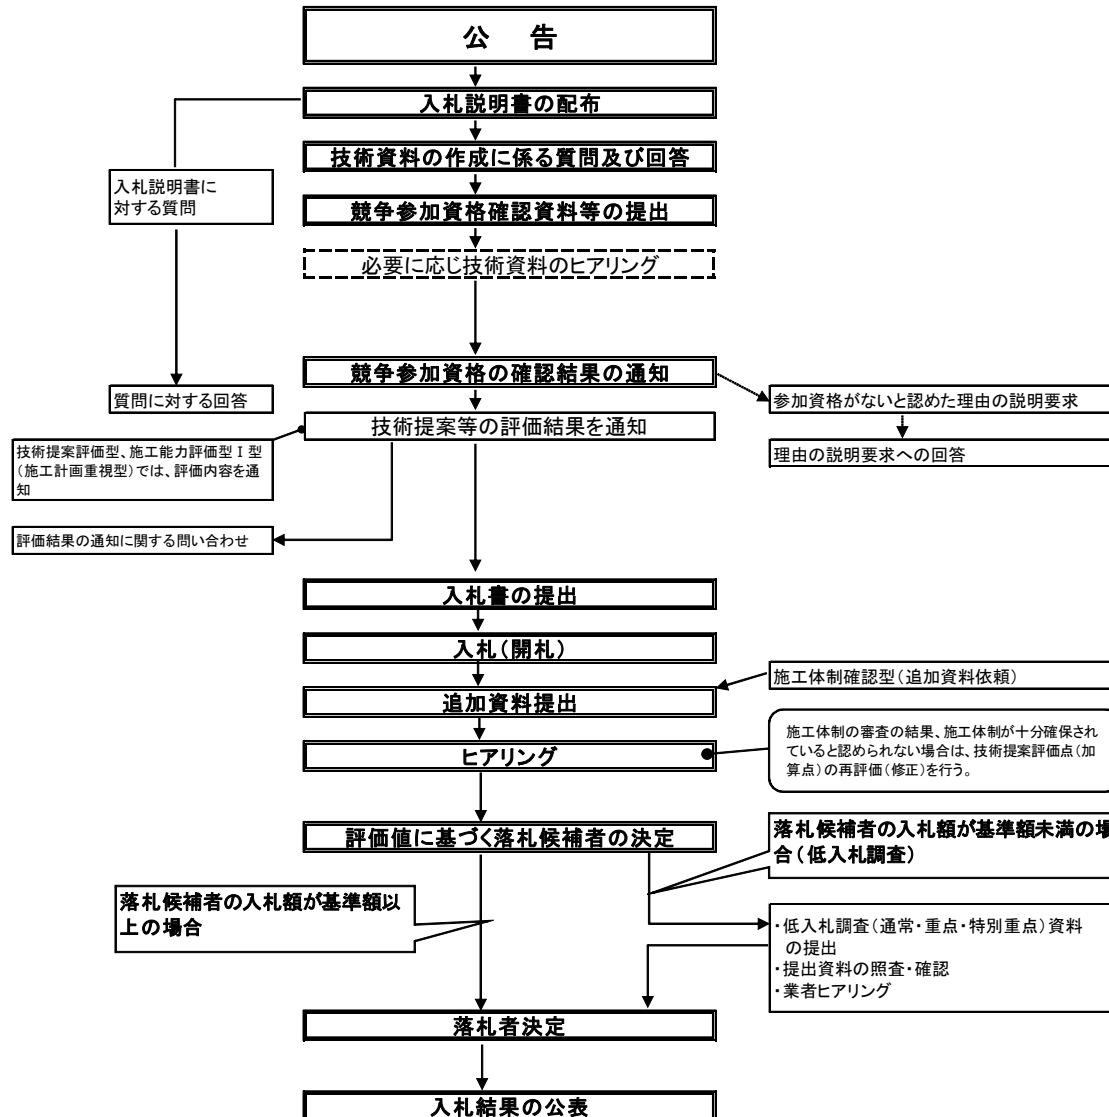 公　告
入札説明書の配布
技術資料の作成に係る質問及び回答
入札説明書に
対する質問
競争参加資格確認資料等の提出
必要に応じ技術資料のヒアリング
競争参加資格の確認結果の通知
質問に対する回答
参加資格がないと認めた理由の説明要求
技術提案等の評価結果を通知
技術提案評価型、施工能力評価型Ⅰ型
(施工計画重視型)では、評価内容を通
知
理由の説明要求への回答
評価結果の通知に関する問い合わせ
入札書の提出
入札(開札)
施工体制確認型(追加資料依頼)
追加資料提出
ヒアリング
施工体制の審査の結果、施工体制が十分確保され
ていると認められない場合は、技術提案評価点(加
算点)の再評価(修正)を行う。
評価値に基づく落札候補者の決定
落札候補者の入札額が基準額未満の場
合(低入札調査)
落札候補者の入札額が基準額以
上の場合
・低入札調査(通常・重点・特別重点)資料
の提出
・提出資料の照査・確認
・業者ヒアリング
落札者決定
入札結果の公表